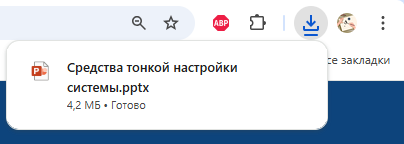 ABP
Средства тонкой настройки
системы.pptx
4,2 МБ • Готово
се закладки